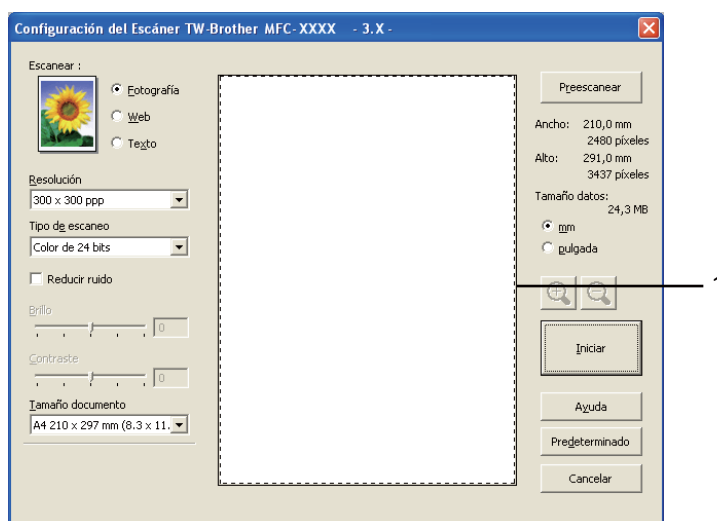 Configuración del Escáner TW-Brother MFC-XXXX - 3.X -
Escanear :
Fotografía
Web
Texto
Resolución
300 x 300 ppp
Tipo de escaneo
Color de 24 bits
Reducir ruido
Brillo
0
Contraste
0
Tamaño documento
A4 210 x 297 mm (8.3 x 11.
Preescanear
Ancho: 210,0 mm
2480 píxeles
Alto: 291,0 mm
3437 píxeles
Tamaño datos:
24,3 MB
mm
pulgada
1
Iniciar
Ayuda
Predeterminado
Cancelar